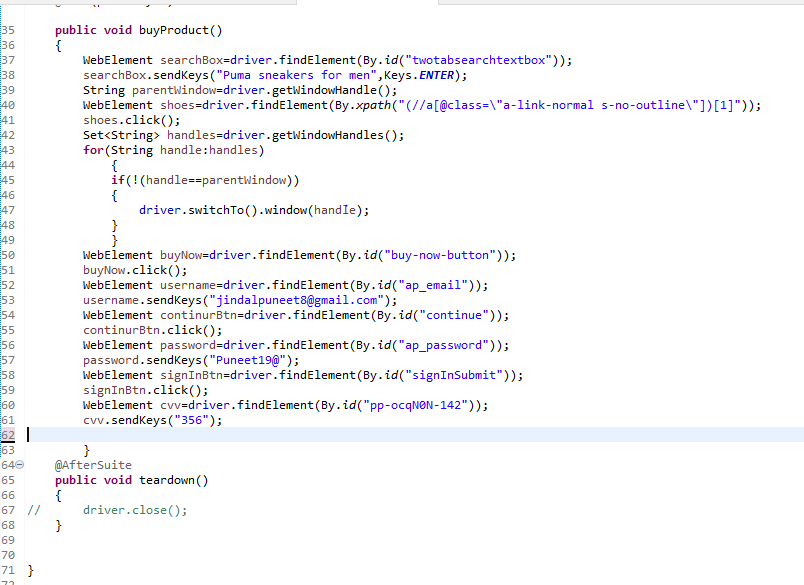 35 public void buyProduct()
36 {
37 WebElement searchBox=driver.findElement(By.id("twotabsearchtextbox"));
38 searchBox.sendKeys("Puma sneakers for men",Keys.ENTER);
39 String parentWindow=driver.getWindowHandle();
40 WebElement shoes=driver.findElement(By.xpath("(//a[@class=\"a-link-normal s-no-outline\"])[1]"));
41 shoes.click();
42 Set<String> handles=driver.getWindowHandles();
43 for(String handle:handles)
44 {
45 if(!(handle==parentWindow))
46 {
47 driver.switchTo().window(handle);
48 }
49 }
50 WebElement buyNow=driver.findElement(By.id("buy-now-button"));
51 buyNow.click();
52 WebElement username=driver.findElement(By.id("ap_email"));
53 username.sendKeys("jindalpuneet8@gmail.com");
54 WebElement continurBtn=driver.findElement(By.id("continue"));
55 continurBtn.click();
56 WebElement password=driver.findElement(By.id("ap_password"));
57 password.sendKeys("Puneet19@");
58 WebElement signInBtn=driver.findElement(By.id("signInSubmit"));
59 signInBtn.click();
60 WebElement cvv=driver.findElement(By.id("pp-ocqN0N-142"));
61 cvv.sendKeys("356");
62
63 }
64 @AfterSuite
65 public void teardown()
66 {
67 // driver.close();
68 }
69
70
71 }